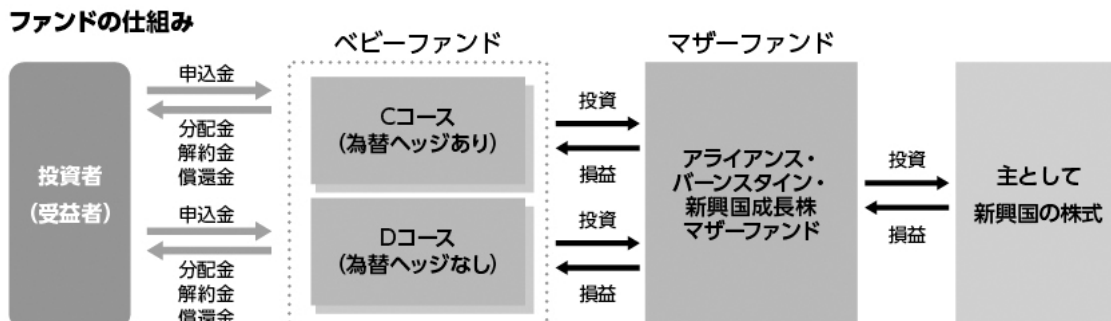 ファンドの仕組み
ベビーファンド
マザーファンド
投資者
（受益者）
申込金
分配金
解約金
償還金
申込金
分配金
解約金
償還金
Cコース
（為替ヘッジあり）
Dコース
（為替ヘッジなし）
投資
損益
投資
損益
アライアンス・
バーンスタイン・
新興国成長株
マザーファンド
投資
損益
主として
新興国の株式